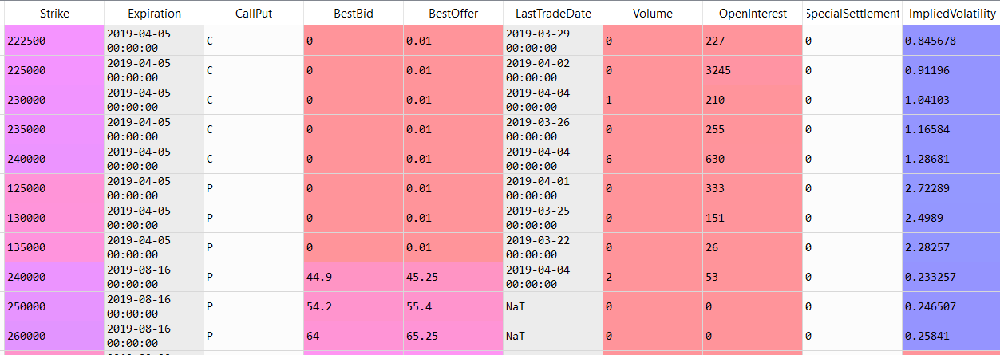 Strike Expiration CallPut BestBid BestOffer LastTradeDate Volume OpenInterest SpecialSettlement ImpliedVolatility
222500 2019-04-05 00:00:00 C 0 0.01 2019-03-29 00:00:00 0 227 0 0.845678
225000 2019-04-05 00:00:00 C 0 0.01 2019-04-02 00:00:00 0 3245 0 0.91196
230000 2019-04-05 00:00:00 C 0 0.01 2019-04-04 00:00:00 1 210 0 1.04103
235000 2019-04-05 00:00:00 C 0 0.01 2019-03-26 00:00:00 0 255 0 1.16584
240000 2019-04-05 00:00:00 C 0 0.01 2019-04-04 00:00:00 6 630 0 1.28681
125000 2019-04-05 00:00:00 P 0 0.01 2019-04-01 00:00:00 0 333 0 2.72289
130000 2019-04-05 00:00:00 P 0 0.01 2019-03-25 00:00:00 0 151 0 2.4989
135000 2019-04-05 00:00:00 P 0 0.01 2019-03-22 00:00:00 0 26 0 2.28257
240000 2019-08-16 00:00:00 P 44.9 45.25 2019-04-04 00:00:00 2 53 0 0.233257
250000 2019-08-16 00:00:00 P 54.2 55.4 NaT 0 0 0 0.246507
260000 2019-08-16 00:00:00 P 64 65.25 NaT 0 0 0 0.25841